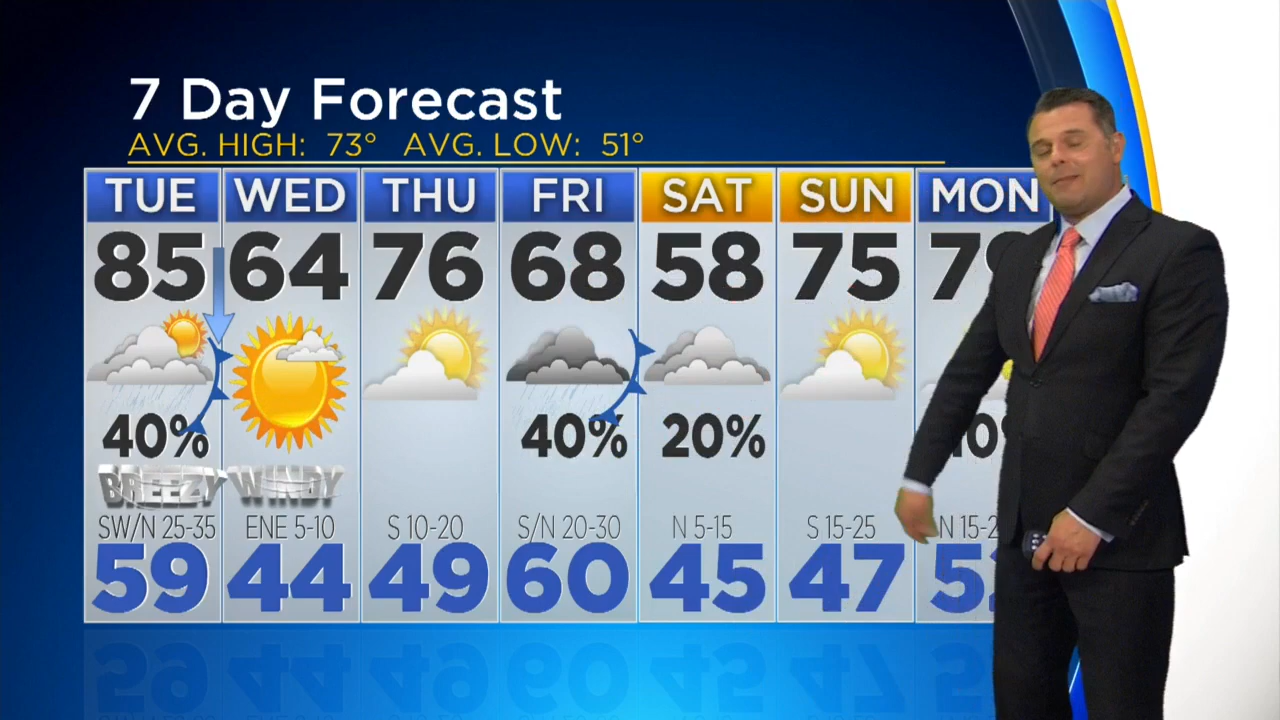 7 Day Forecast
AVG. HIGH: 73° AVG. LOW: 51°
TUE WED THU FRI SAT SUN MON
85 64 76 68 58 75
40% 40% 20%
BREEZY WINDY
SW/N 25-35 ENE 5-10 S 10-20 S/N 20-30 N 5-15 S 15-25
59 44 49 60 45 47